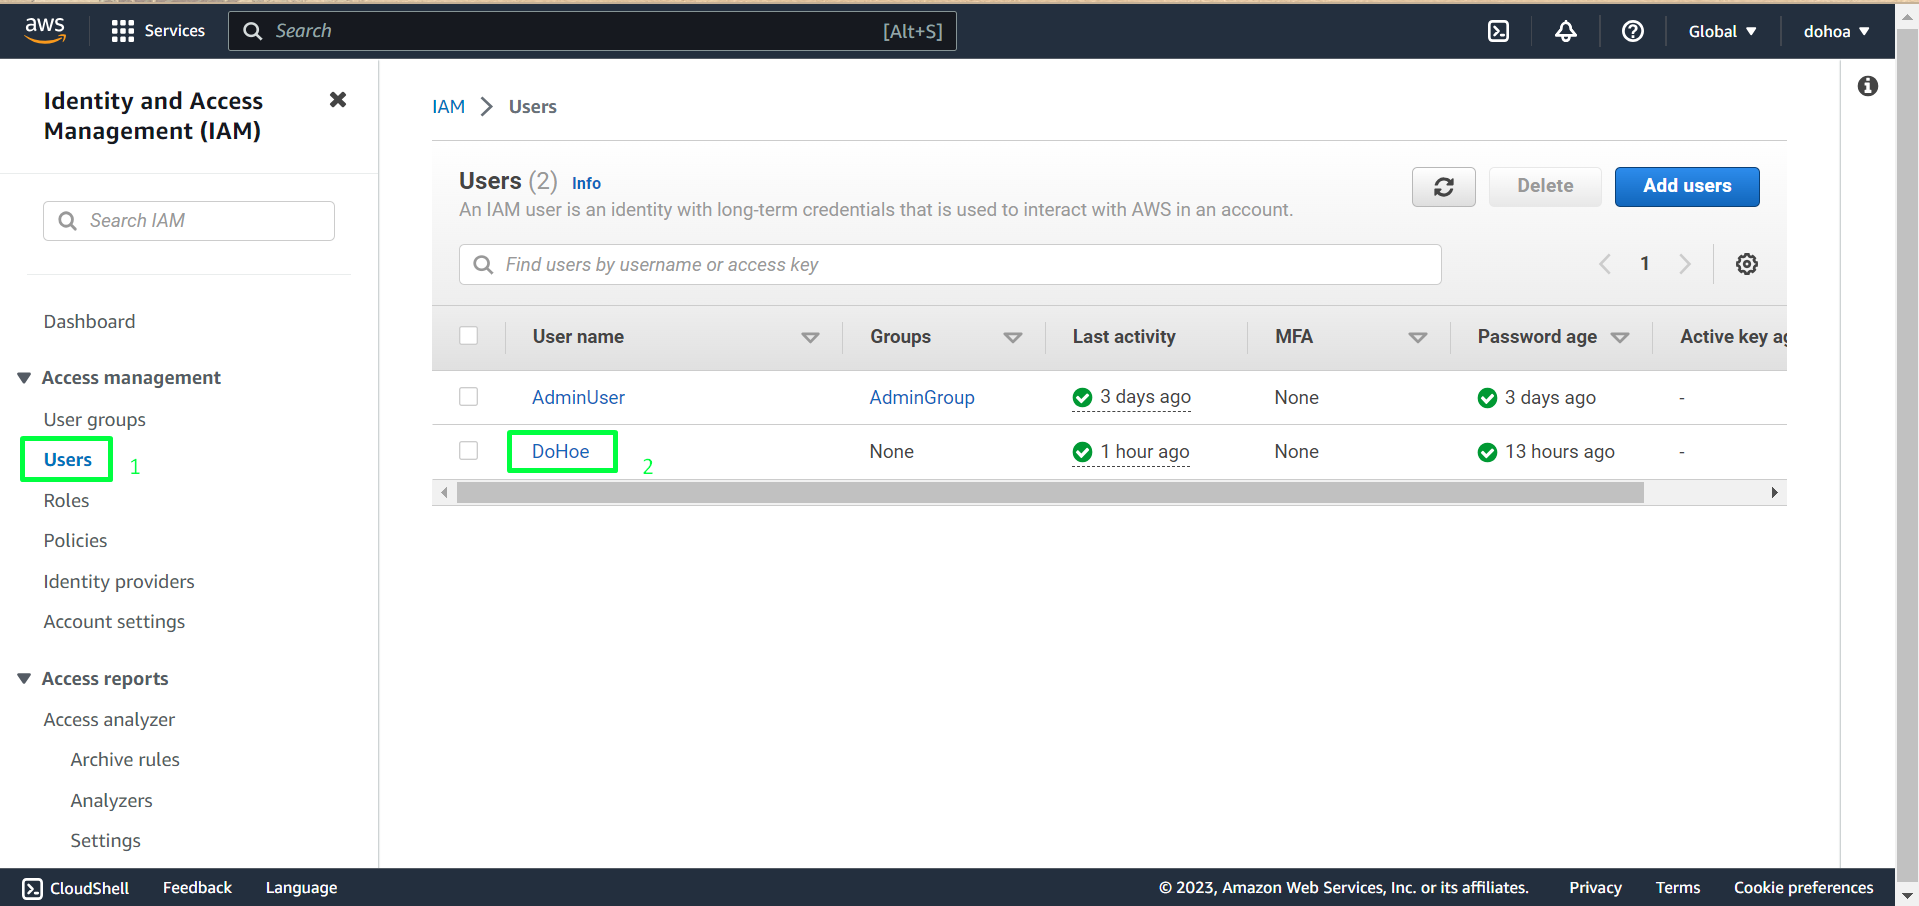 aws
Services
Search
[Alt+S]
Global
dohoa
Identity and Access
Management (IAM)
Search IAM
Dashboard
Access management
User groups
Users
1
Roles
Policies
Identity providers
Account settings
Access reports
Access analyzer
Archive rules
Analyzers
Settings
IAM
Users
Users (2) Info
An IAM user is an identity with long-term credentials that is used to interact with AWS in an account.
Delete
Add users
Find users by username or access key
1
User name Groups Last activity MFA Password age Active key ag
AdminUser AdminGroup 3 days ago None 3 days ago -
DoHoe 2 None 1 hour ago None 13 hours ago -
CloudShell Feedback Language
© 2023, Amazon Web Services, Inc. or its affiliates. Privacy Terms Cookie preferences